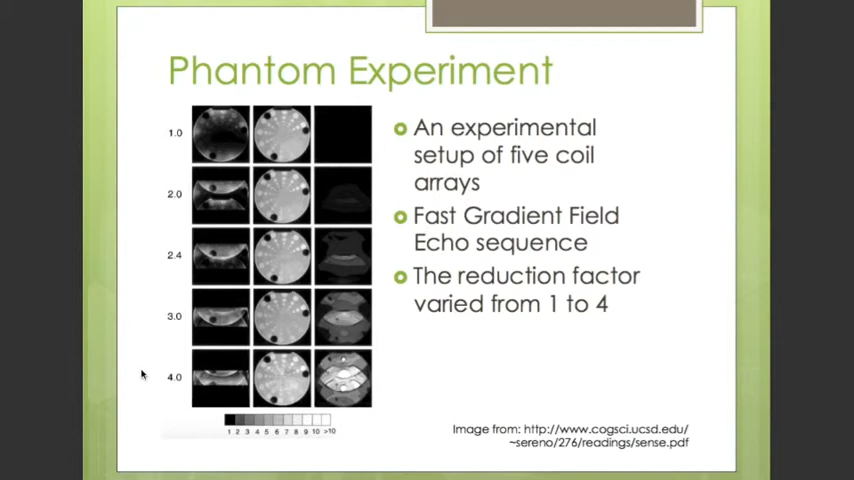 Phantom Experiment
1.0
2.0
2.4
3.0
4.0
1 2 3 4 5 6 7 8 9 10 >10
An experimental
setup of five coil
arrays
Fast Gradient Field
Echo sequence
The reduction factor
varied from 1 to 4
Image from: http://www.cogsci.ucsd.edu/
~sereno/276/readings/sense.pdf